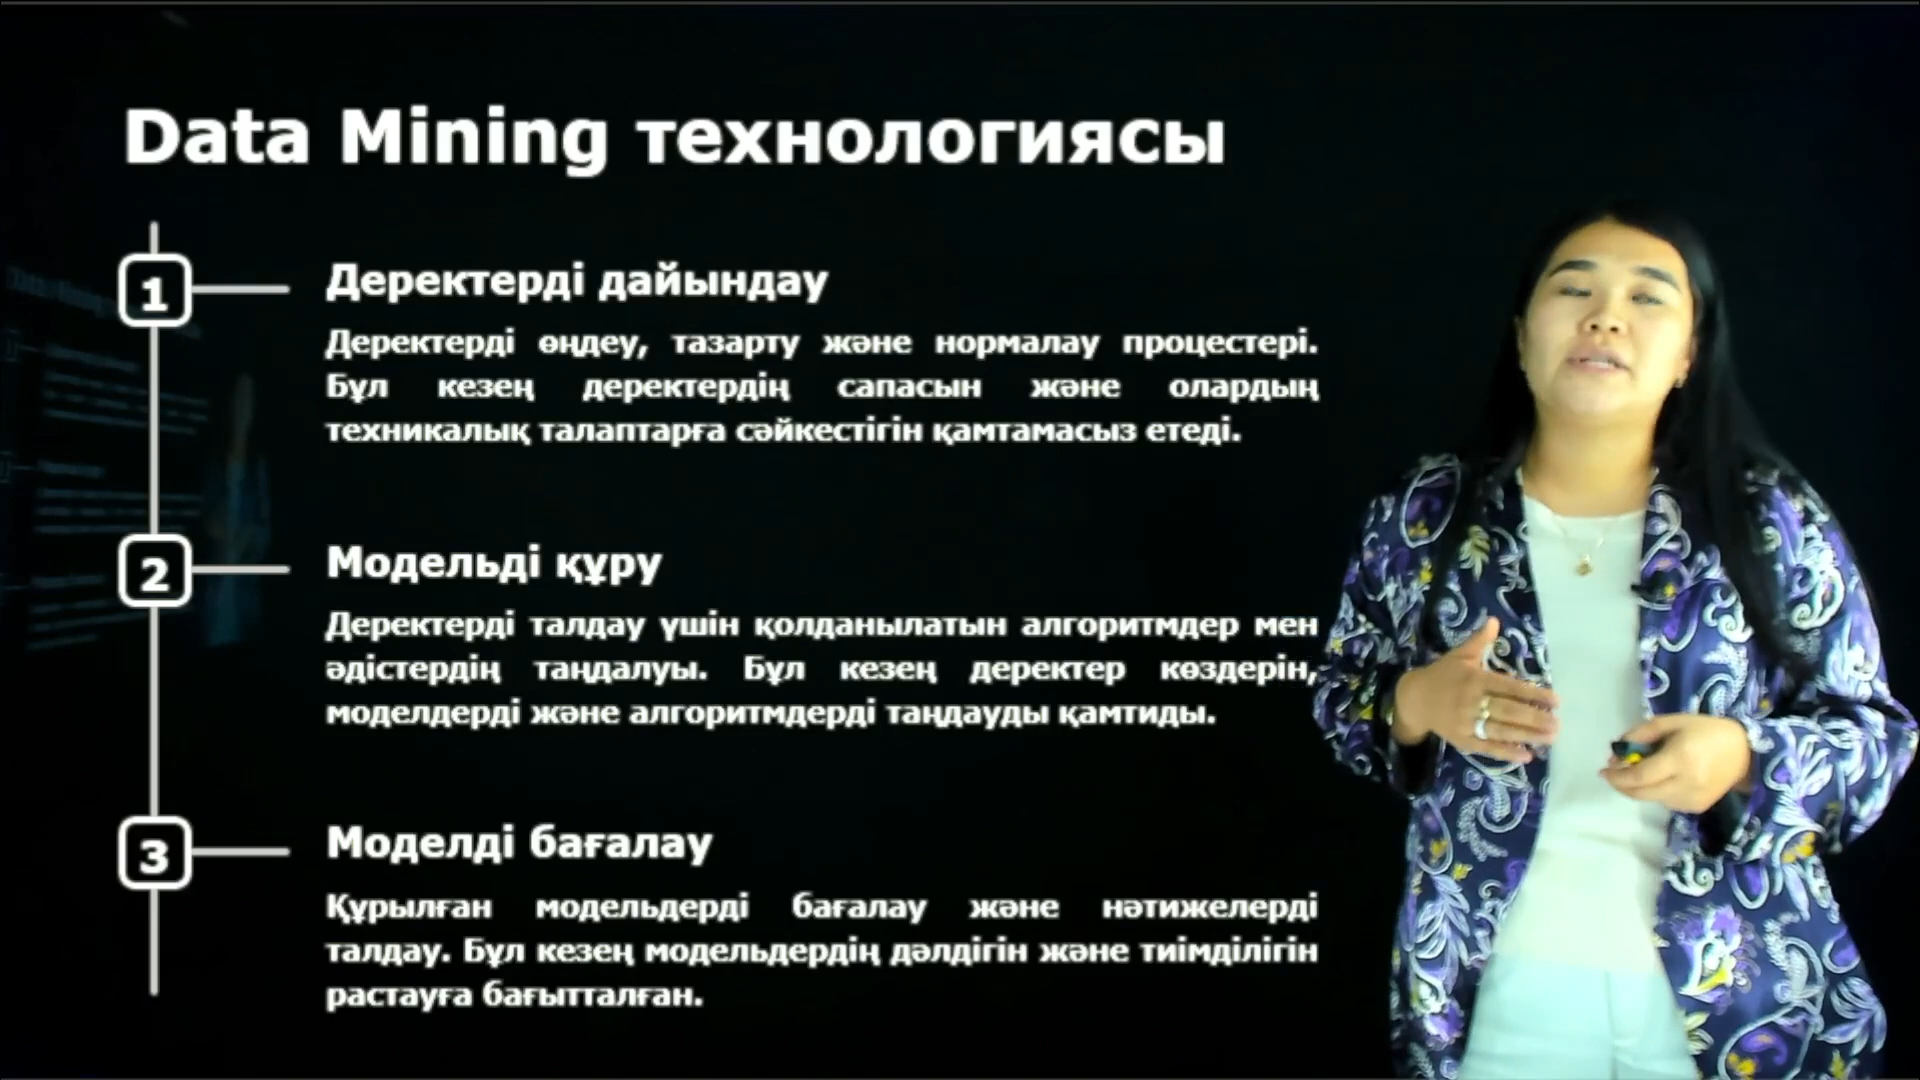 Data Mining технологиясы
1
Деректерді дайындау
Деректерді өңдеу, тазарту және нормалау процестері.
Бұл кезең деректердің сапасын және олардың
техникалық талаптарға сәйкестігін қамтамасыз етеді.
2
Модельді құру
Деректерді талдау үшін қолданылатын алгоритмдер мен
әдістердің таңдалуы. Бұл кезең деректер көздерін,
моделдерді және алгоритмдерді таңдауды қамтиды.
3
Моделді бағалау
Құрылған модельдерді бағалау және нәтижелерді
талдау. Бұл кезең модельдердің дәлдігін және тиімділігін
растауға бағытталған.